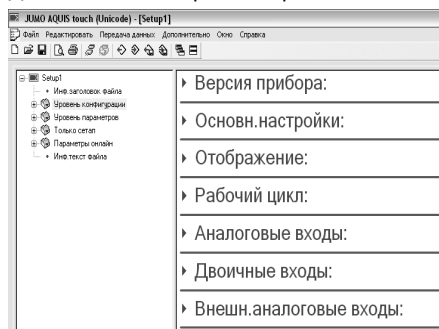 JUMO AQUIS touch (Unicode) - [Setup1]
Файл Редактировать Передача данных Дополнительно Окно Справка
Setup1
Инф.заголовок файла
Уровень конфигурации
Уровень параметров
Только сетап
Параметры онлайн
Инф.текст файла
Версия прибора:
Основн.настройки:
Отображение:
Рабочий цикл:
Аналоговые входы:
Двоичные входы:
Внешн.аналоговые входы: